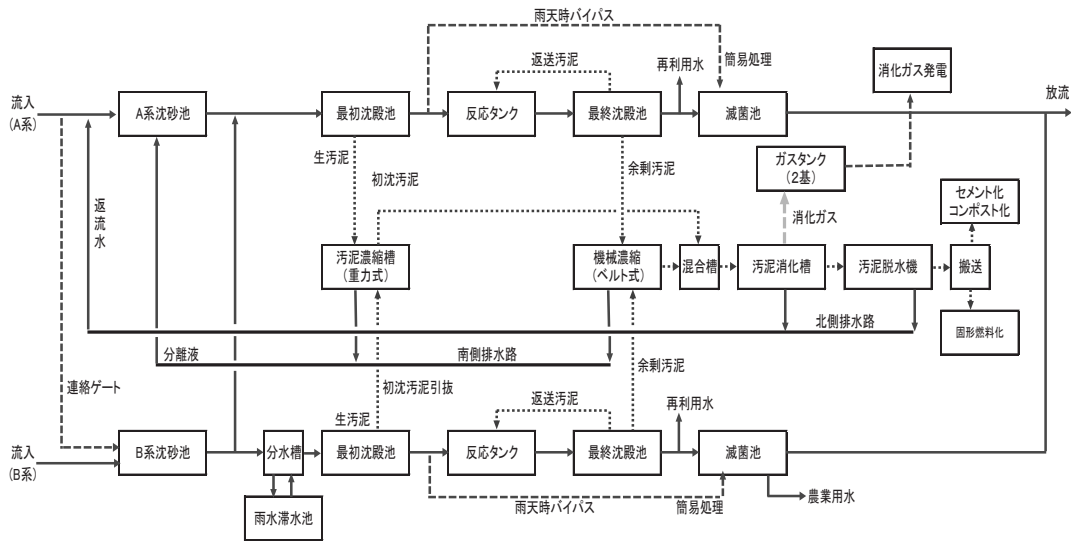 雨天時バイパス
返送汚泥
再利用水
簡易処理
消化ガス発電
流入
(A系)
A系沈砂池
最初沈殿池
反応タンク
最終沈殿池
滅菌池
放流
生汚泥
初沈汚泥
余剰汚泥
ガスタンク
(2基)
セメント化
コンポスト化
返流水
消化ガス
汚泥濃縮槽
(重力式)
機械濃縮
(ベルト式)
混合槽
汚泥消化槽
汚泥脱水機
搬送
北側排水路
固形燃料化
分離液
南側排水路
連絡ゲート
初沈汚泥引抜
余剰汚泥
生汚泥
返送汚泥
再利用水
流入
(B系)
B系沈砂池
分水槽
最初沈殿池
反応タンク
最終沈殿池
滅菌池
雨水滞水池
雨天時バイパス
簡易処理
農業用水